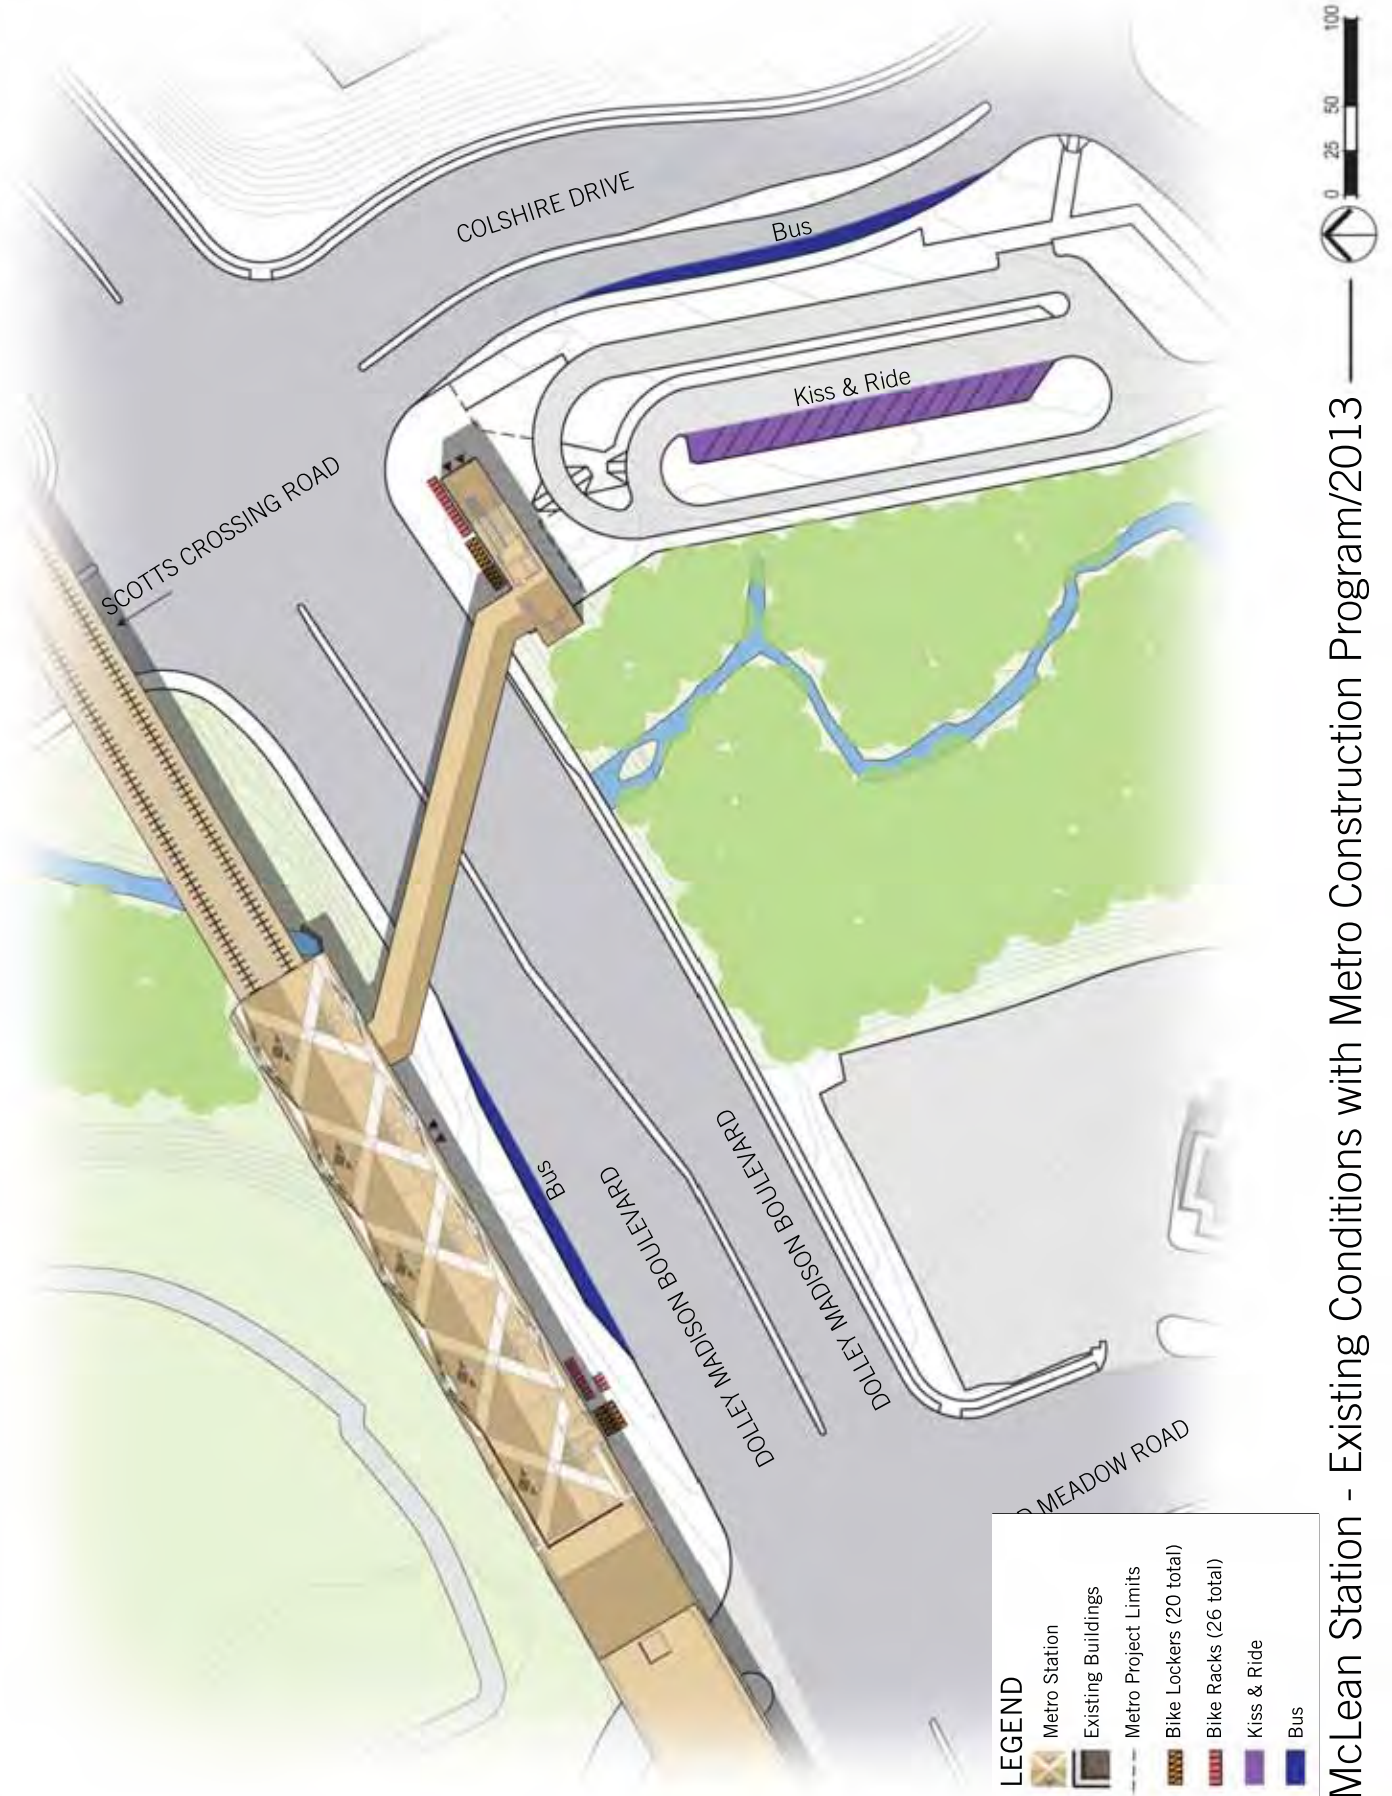 COLSHIRE DRIVE
Bus
Kiss & Ride
SCOTTS CROSSING ROAD
Bus
DOLLEY MADISON BOULEVARD
DOLLEY MADISON BOULEVARD
MEADOW ROAD
LEGEND
Metro Station
Existing Buildings
Metro Project Limits
Bike Lockers (20 total)
Bike Racks (26 total)
Kiss & Ride
Bus
0 25 50 100
McLean Station - Existing Conditions with Metro Construction Program/2013